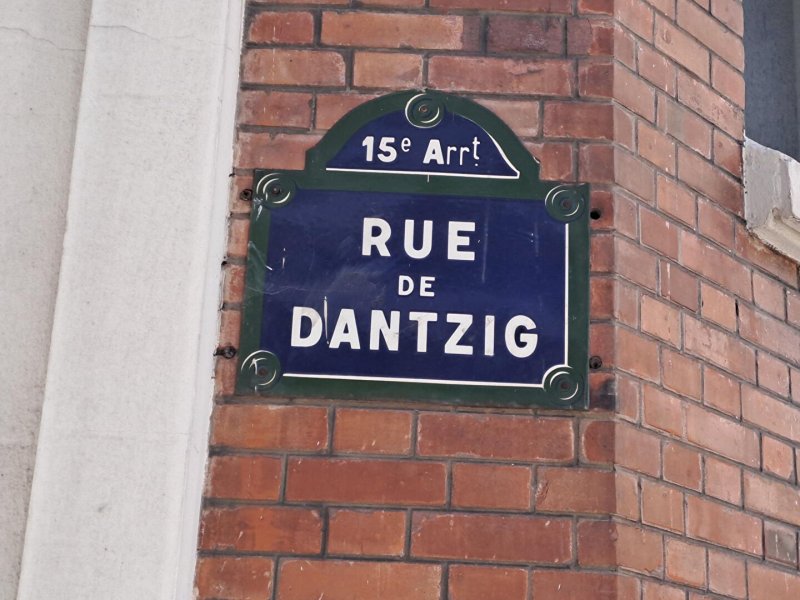 15e Arrt
RUE
DE
DANTZIG